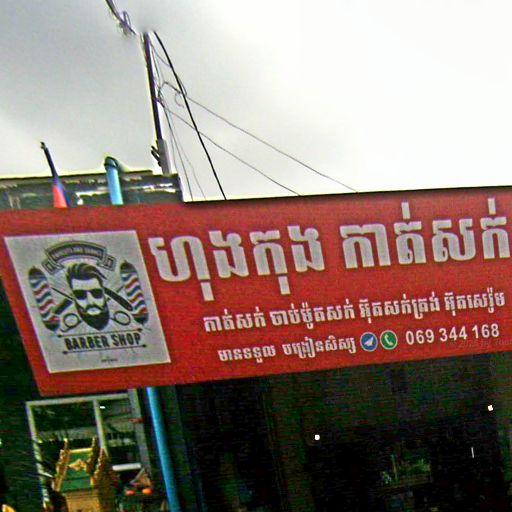 ហុងកុង កាត់សក់
កាត់សក់ ចាប់ម៉ូតសក់ អ៊ុតសក់ត្រង់ អ៊ុតស្សេម៉
មានទទួល បង្រៀនសិស្ស 069 344 168
BARBER SHOP